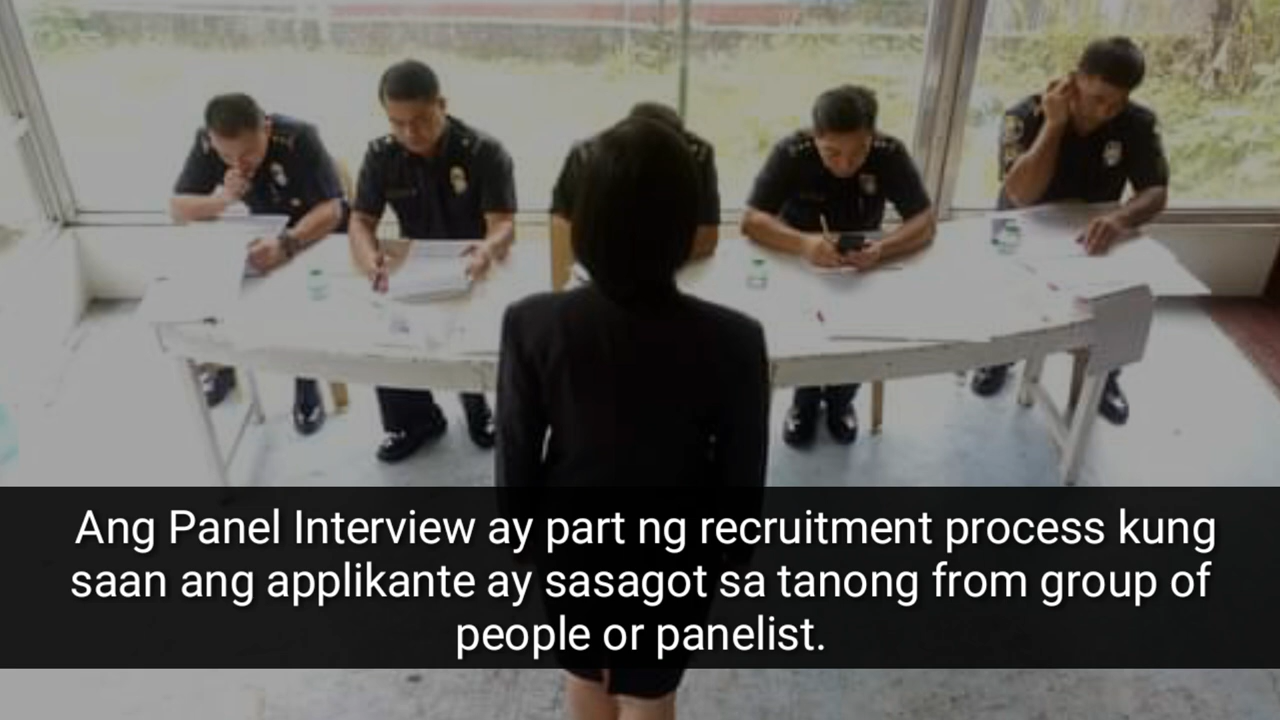 Ang Panel Interview ay part ng recruitment process kung
saan ang applikante ay sasagot sa tanong from group of
people or panelist.